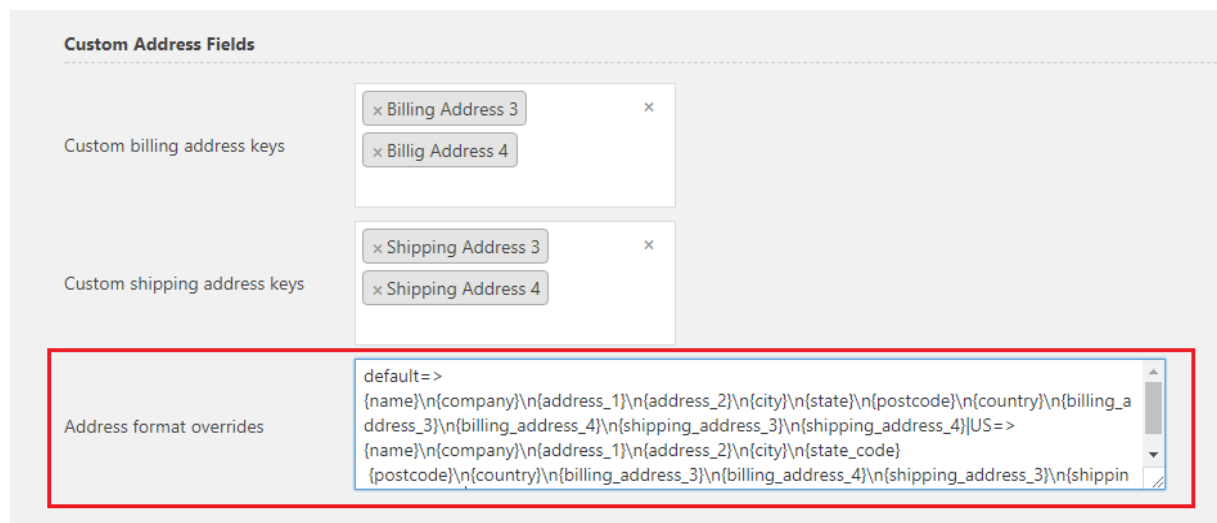 Custom Address Fields
Custom billing address keys
× Billing Address 3 ×
× Billig Address 4
Custom shipping address keys
× Shipping Address 3 ×
× Shipping Address 4
Address format overrides
default=>
{name}\n{company}\n{address_1}\n{address_2}\n{city}\n{state}\n{postcode}\n{country}\n{billing_a
ddress_3}\n{billing_address_4}\n{shipping_address_3}\n{shipping_address_4}|US=>
{name}\n{company}\n{address_1}\n{address_2}\n{city}\n{state_code}
{postcode}\n{country}\n{billing_address_3}\n{billing_address_4}\n{shipping_address_3}\n{shippin